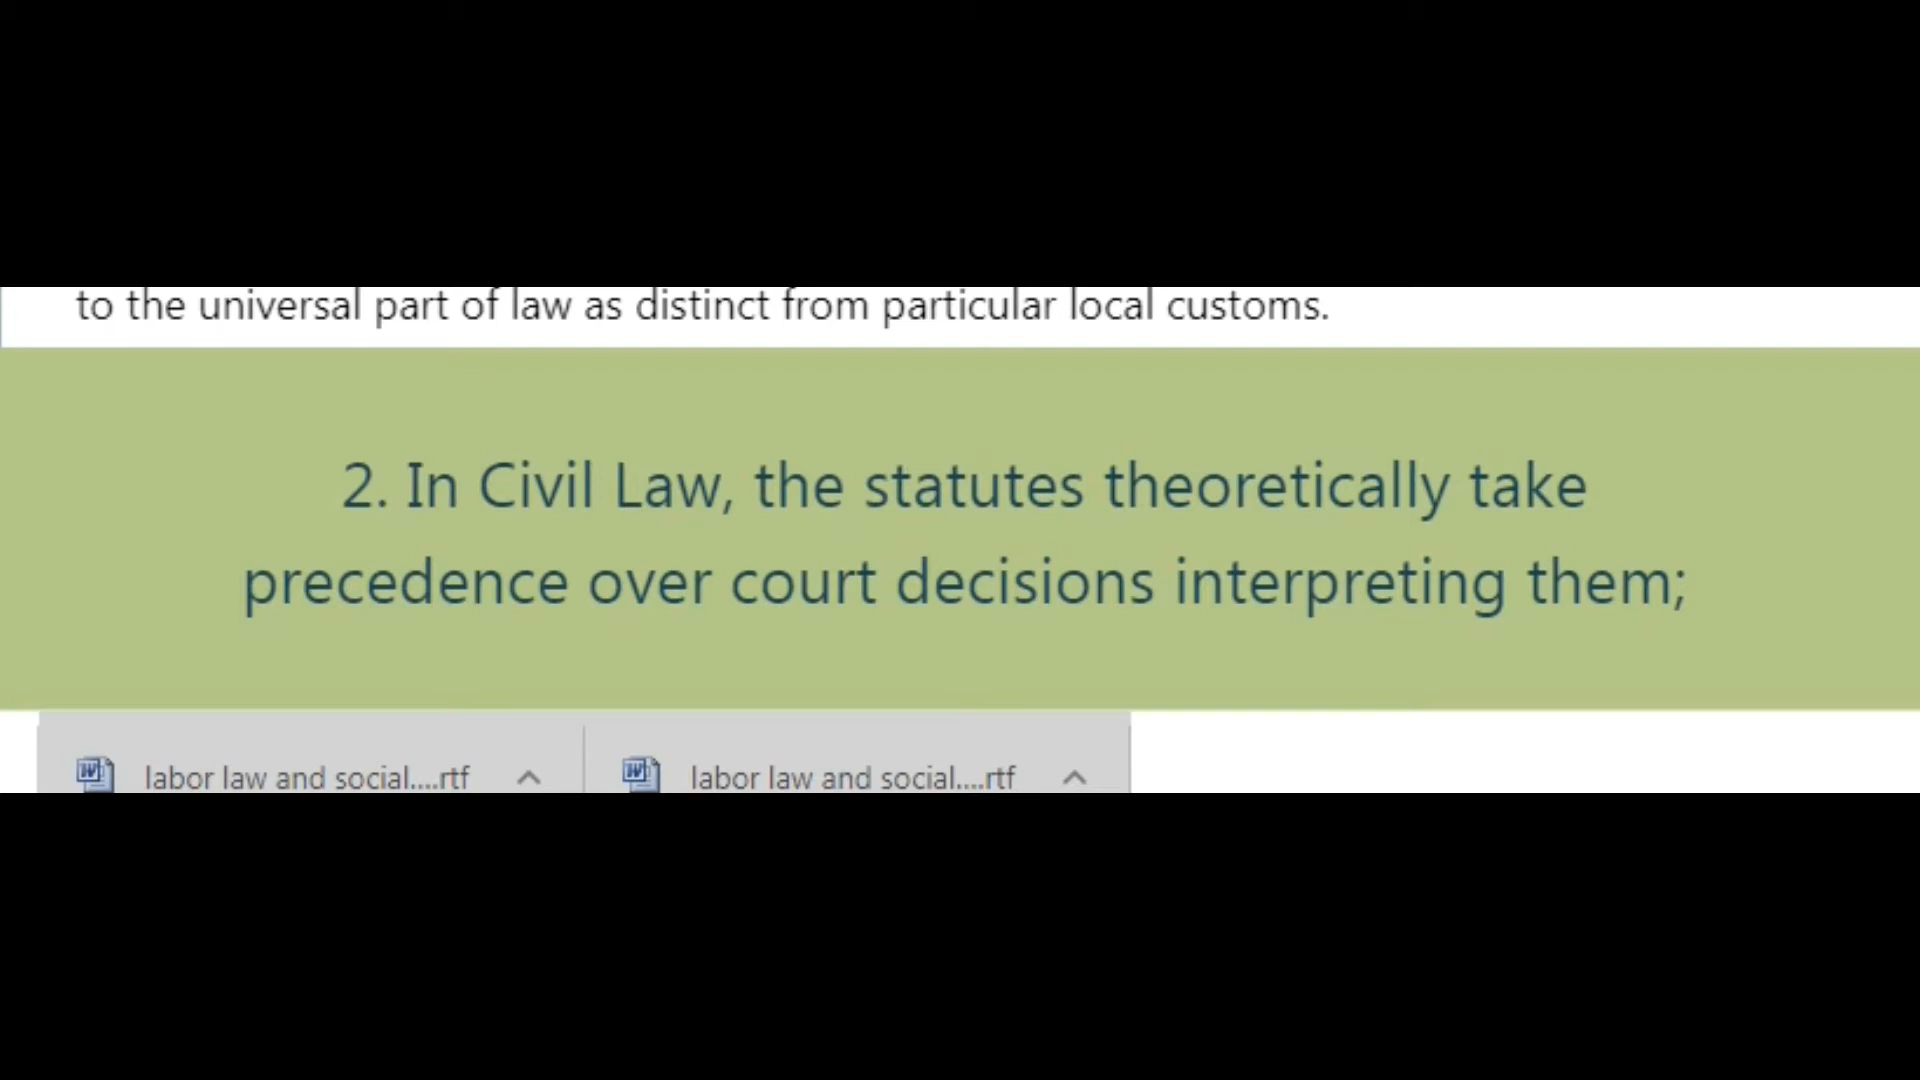 to the universal part of law as distinct from particular local customs.
2. In Civil Law, the statutes theoretically take
precedence over court decisions interpreting them;
labor law and social....rtf labor law and social....rtf